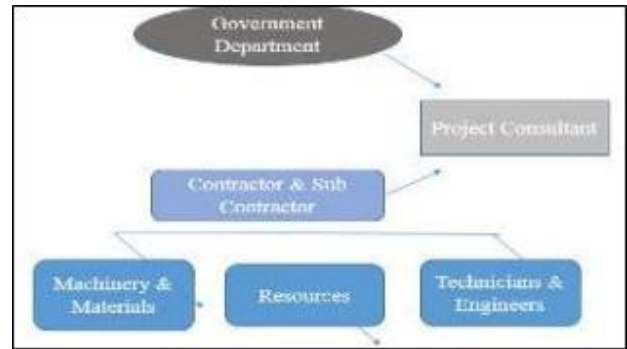 Government
Department
Project Consultant
Contractor & Sub
Contractor
Machinery &
Materials
Resources
Technicians &
Engineers